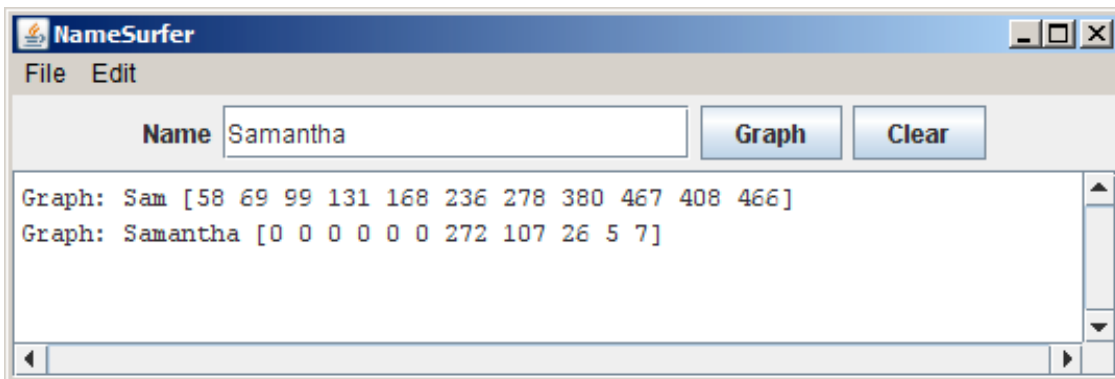 NameSurfer
File Edit
Name Samantha Graph Clear
Graph: Sam [58 69 99 131 168 236 278 380 467 408 466]
Graph: Samantha [0 0 0 0 0 0 272 107 26 5 7]